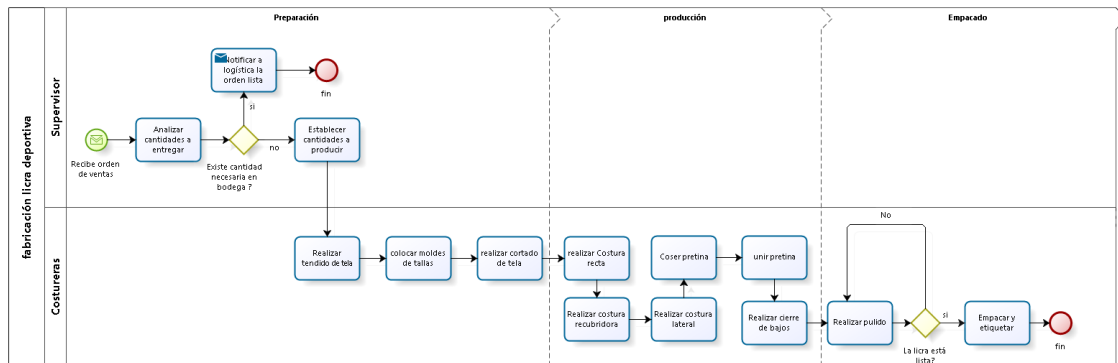 Preparación
producción
Empacado
fabricación licra deportiva
Supervisor
Notificar a
logística la
orden lista
fin
si
Recibe orden
de ventas
Analizar
cantidades a
entregar
Existe cantidad
necesaria en
bodega ?
no
Establecer
cantidades a
producir
Costureras
Realizar
tendido de tela
colocar moldes
de tallas
realizar cortado
de tela
realizar Costura
recta
Realizar costura
recubridora
Realizar costura
lateral
Coser pretina
unir pretina
Realizar cierre
de bajos
Realizar pulido
No
La licra está
lista?
si
Empacar y
etiquetar
fin